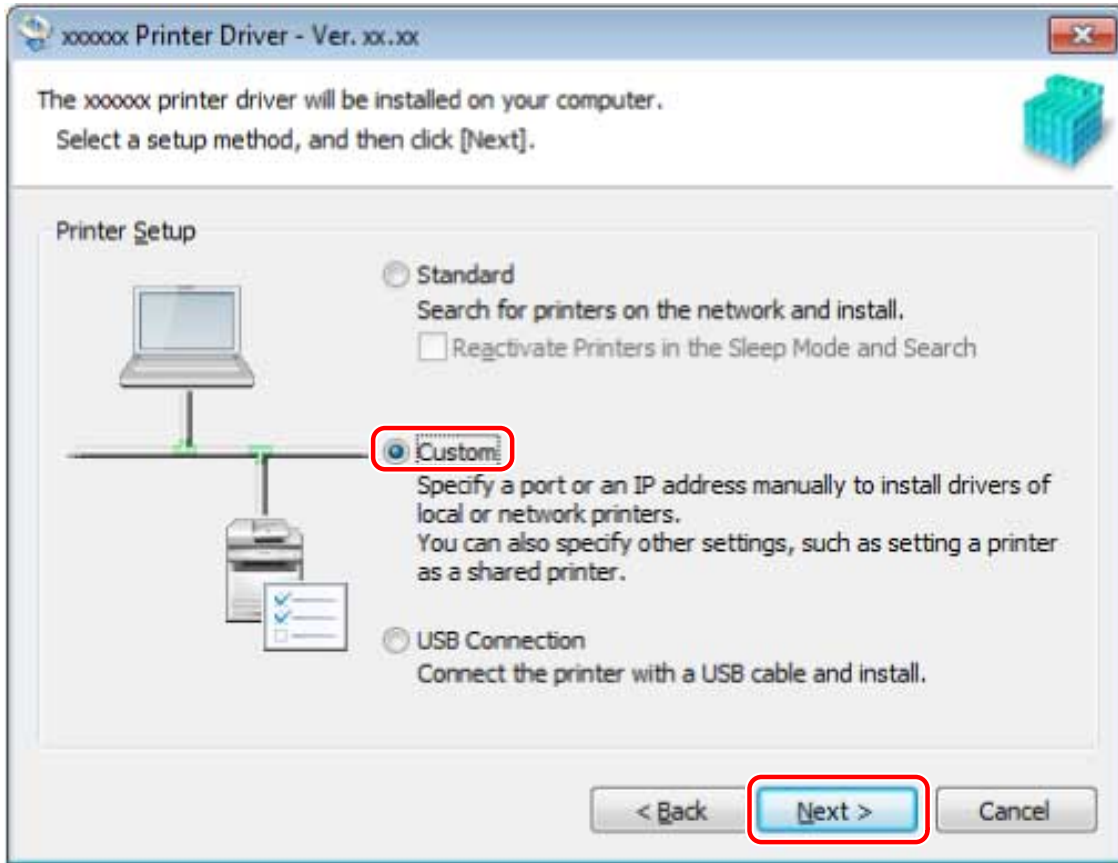 xxxxxx Printer Driver - Ver. xx.xx
The xxxxxx printer driver will be installed on your computer.
Select a setup method, and then click [Next].
Printer Setup
Standard
Search for printers on the network and install.
Reactivate Printers in the Sleep Mode and Search
Custom
Specify a port or an IP address manually to install drivers of
local or network printers.
You can also specify other settings, such as setting a printer
as a shared printer.
USB Connection
Connect the printer with a USB cable and install.
< Back
Next >
Cancel